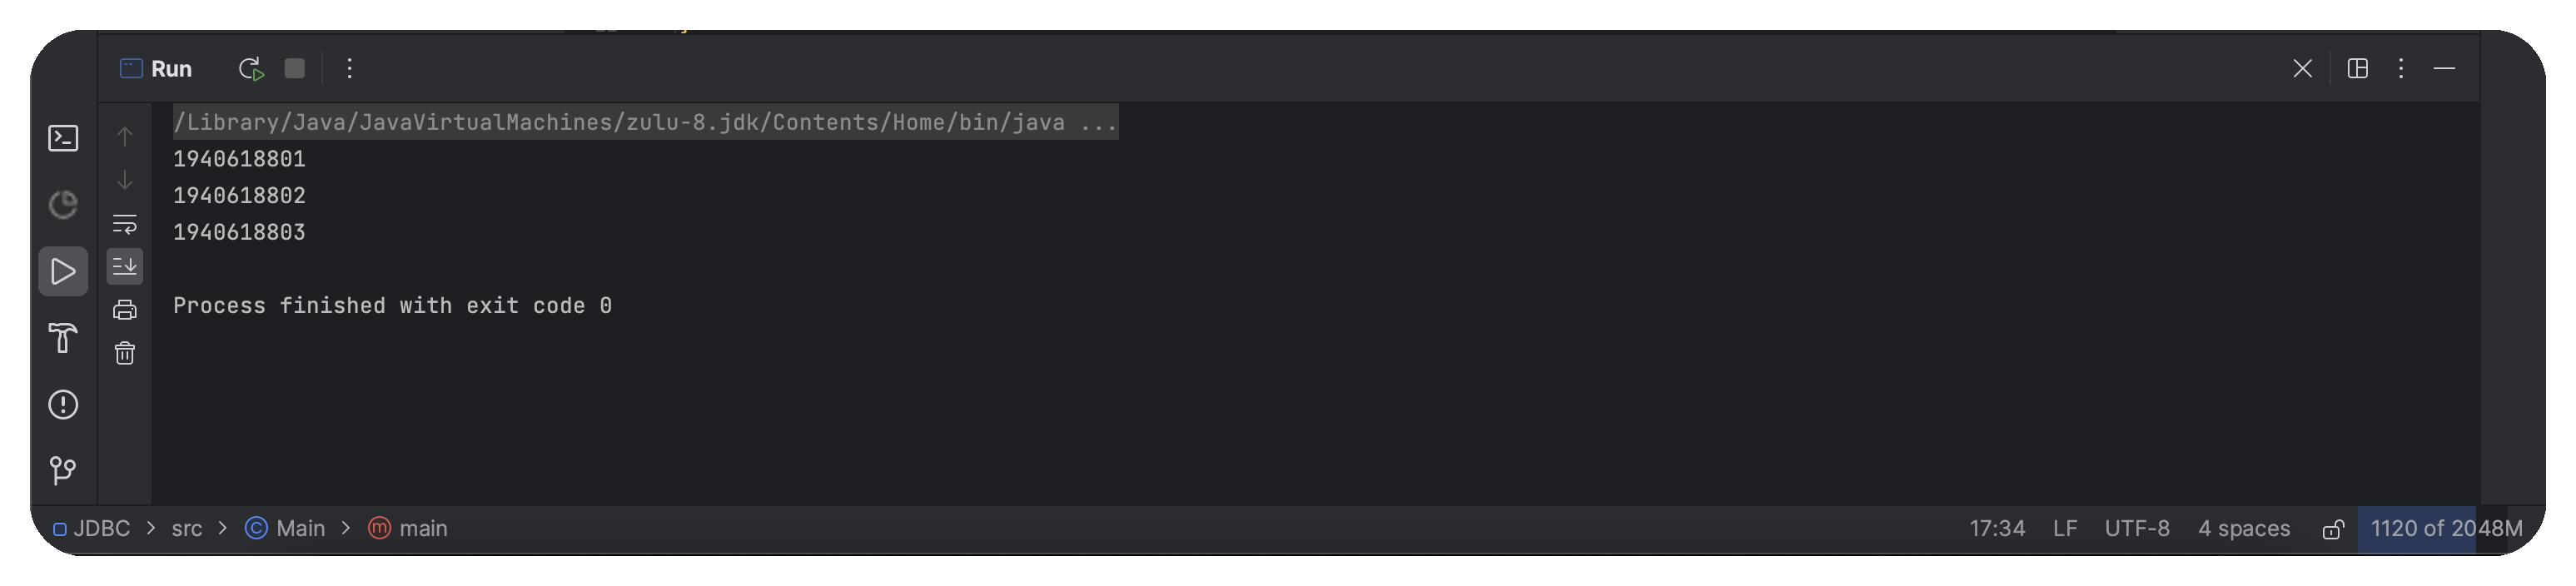 Run
/Library/Java/JavaVirtualMachines/zulu-8.jdk/Contents/Home/bin/java ...
1940618801
1940618802
1940618803
Process finished with exit code 0
JDBC > src > Main > main 17:34 LF UTF-8 4 spaces 1120 of 2048M